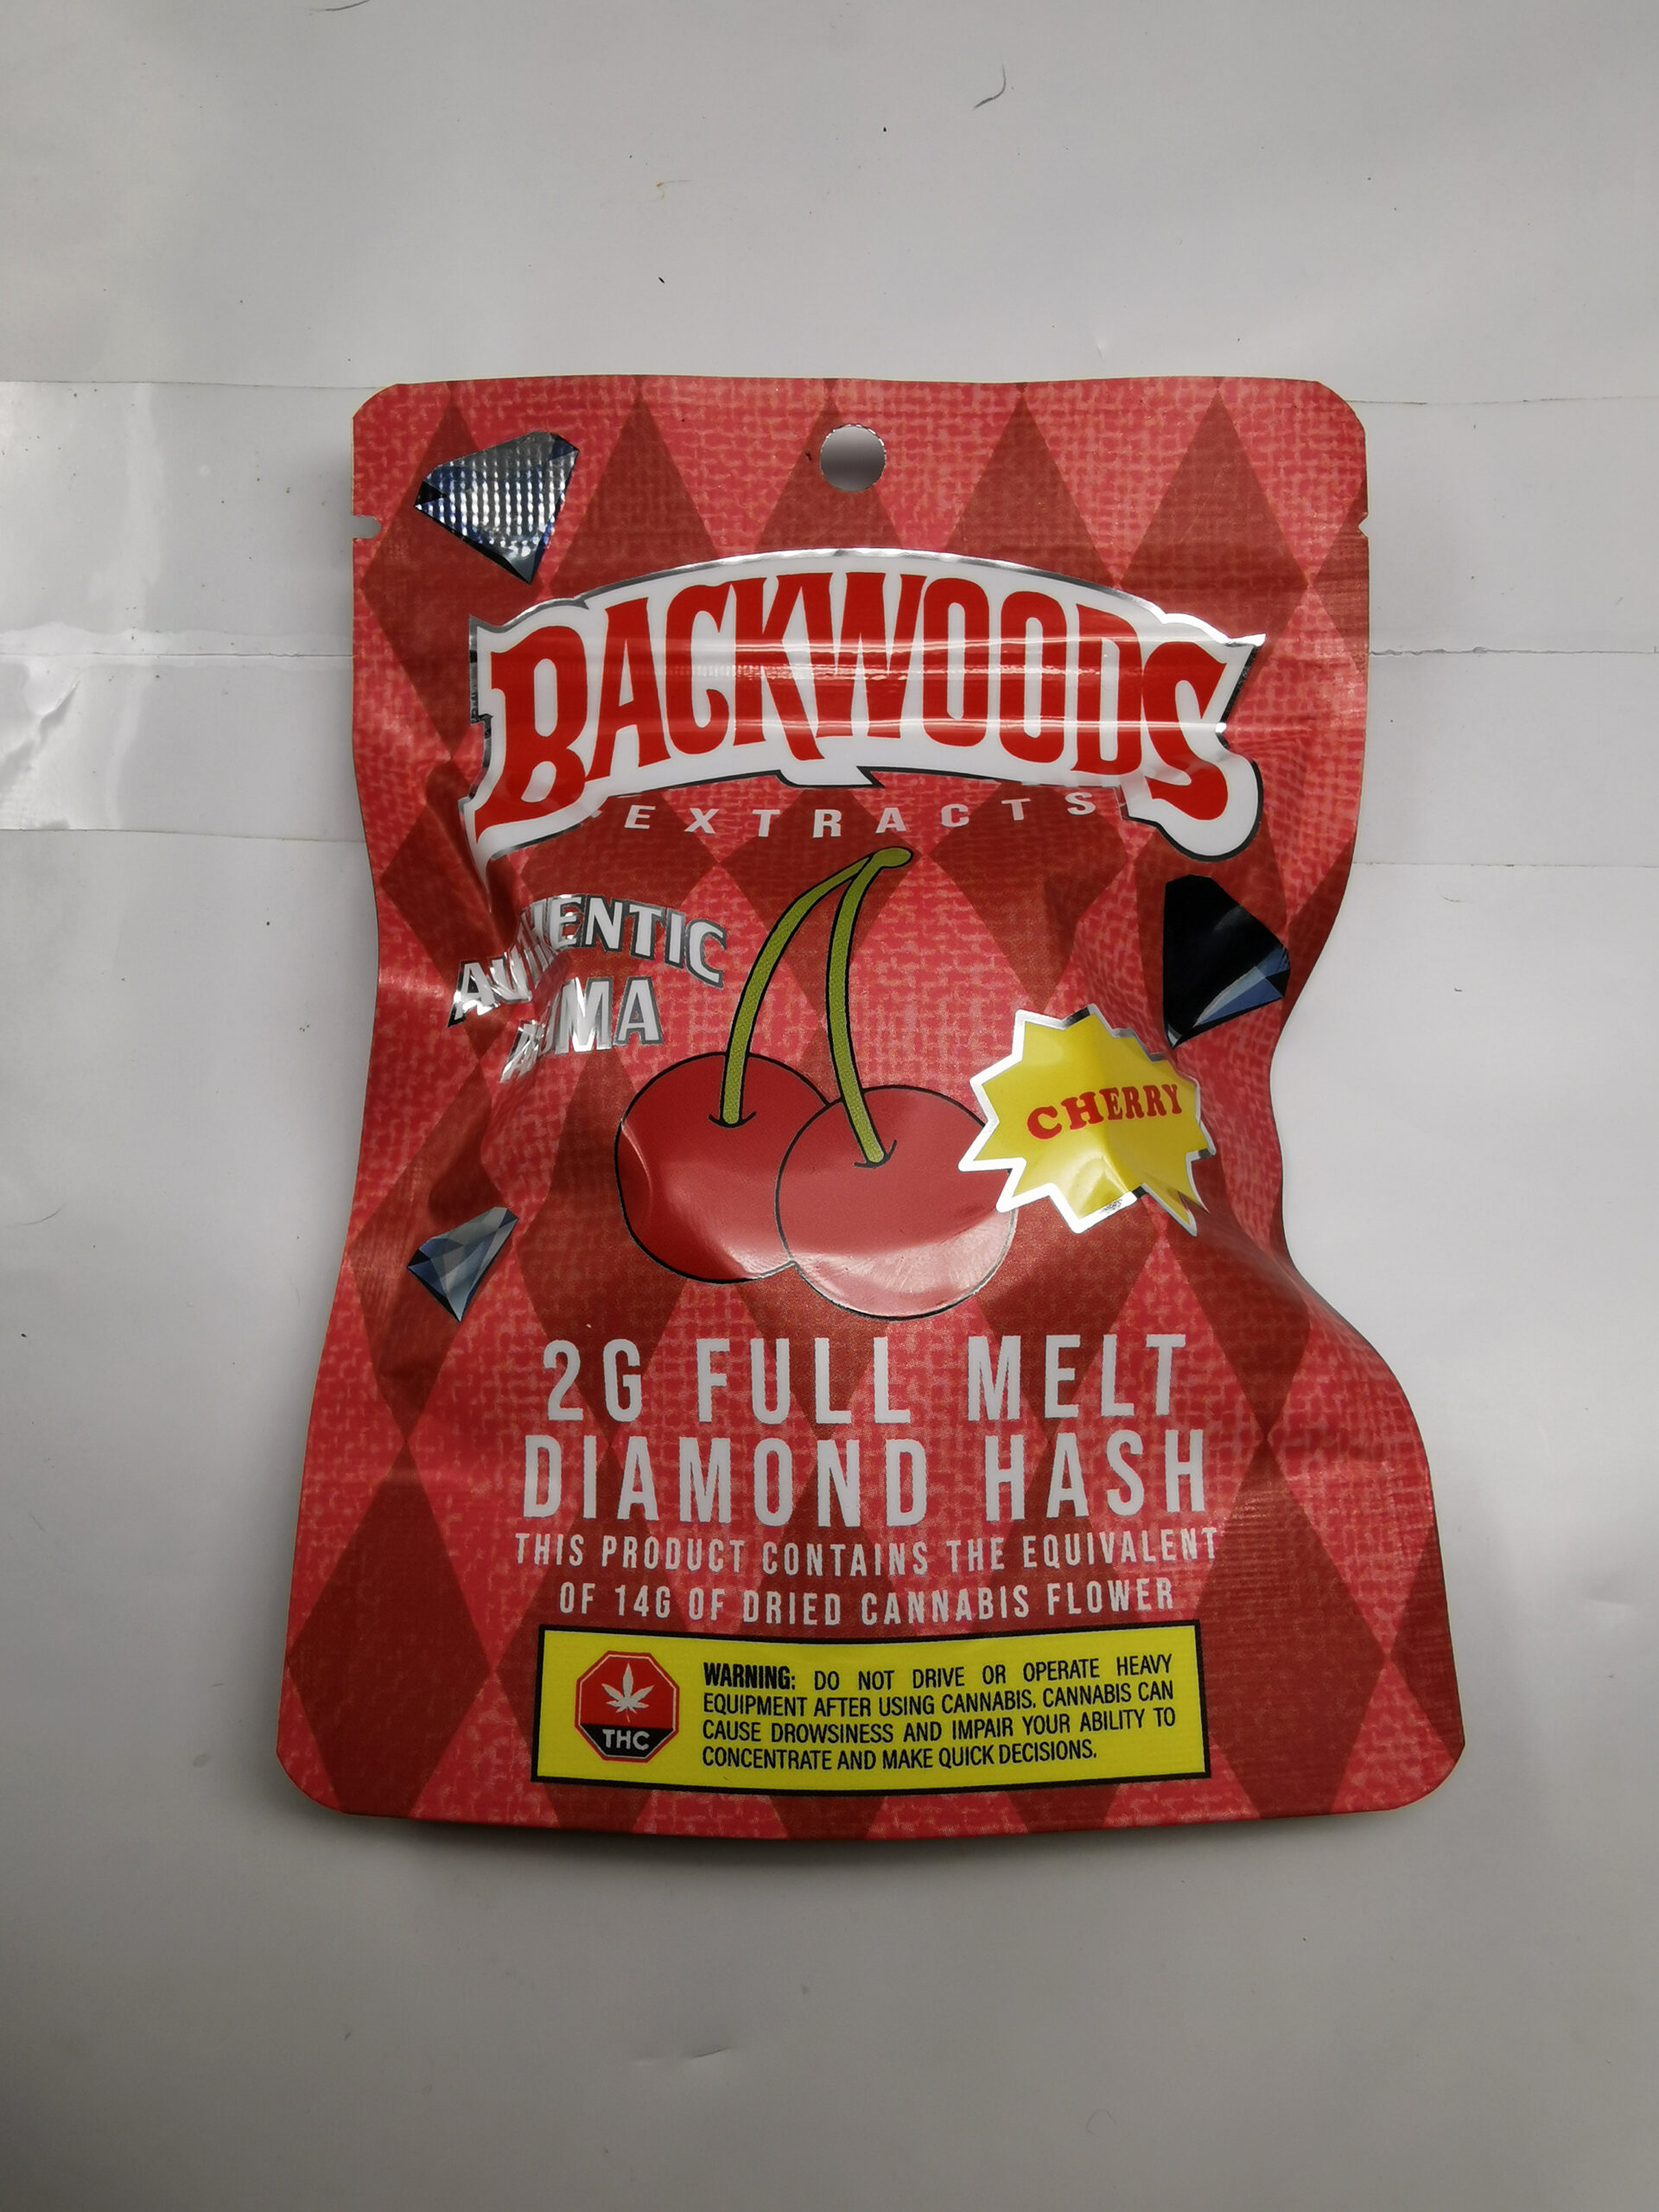 BACKWOODS
EXTRACTS
AUTHENTIC
AROMA
CHERRY
2G FULL MELT
DIAMOND HASH
THIS PRODUCT CONTAINS THE EQUIVALENT
OF 14G OF DRIED CANNABIS FLOWER
WARNING: DO NOT DRIVE OR OPERATE HEAVY
EQUIPMENT AFTER USING CANNABIS. CANNABIS CAN
CAUSE DROWSINESS AND IMPAIR YOUR ABILITY TO
CONCENTRATE AND MAKE QUICK DECISIONS.
THC